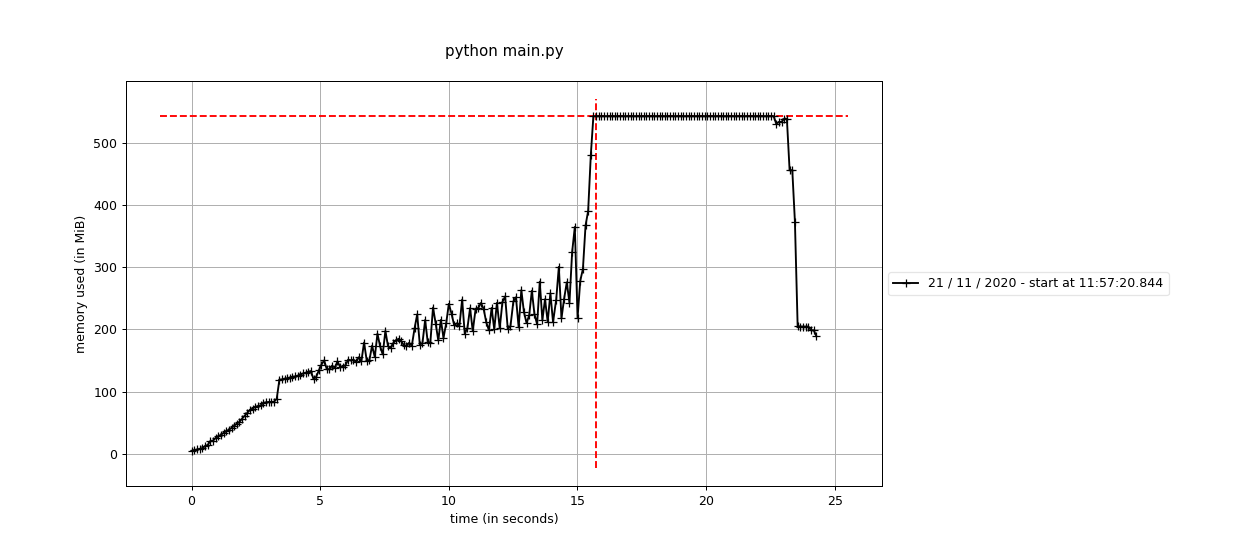 python main.py
memory used (in MiB)
500
400
300
200
100
0
0 5 10 15 20 25
time (in seconds)
21 / 11 / 2020 - start at 11:57:20.844